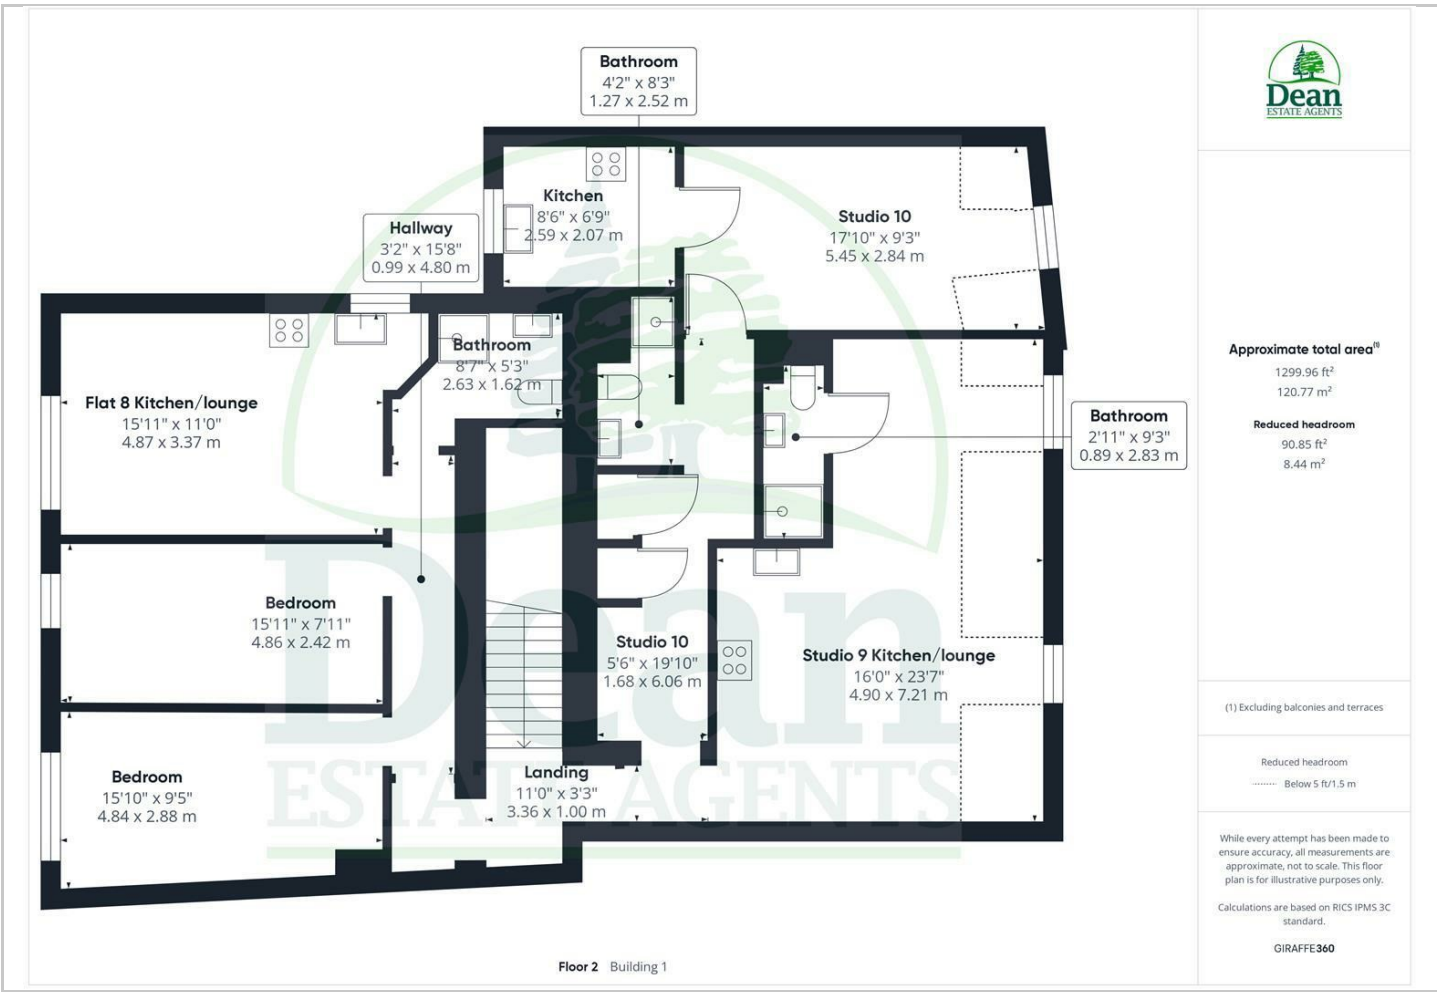 Bathroom
4'2" x 8'3"
1.27 x 2.52 m
Dean
ESTATE AGENTS
Kitchen
8'6" x 6'9"
2.59 x 2.07 m
Studio 10
17'10" x 9'3"
5.45 x 2.84 m
Hallway
3'2" x 15'8"
0.99 x 4.80 m
Bathroom
8'7" x 5'3"
2.63 x 1.62 m
Flat 8 Kitchen/lounge
15'11" x 11'0"
4.87 x 3.37 m
Bathroom
2'11" x 9'3"
0.89 x 2.83 m
Bedroom
15'11" x 7'11"
4.86 x 2.42 m
Studio 10
5'6" x 19'10"
1.68 x 6.06 m
Studio 9 Kitchen/lounge
16'0" x 23'7"
4.90 x 7.21 m
Bedroom
15'10" x 9'5"
4.84 x 2.88 m
Landing
11'0" x 3'3"
3.36 x 1.00 m
Dean
ESTATE AGENTS
Approximate total area(1)
1299.96 ft²
120.77 m²
Reduced headroom
90.85 ft²
8.44 m²
(1) Excluding balconies and terraces
Reduced headroom
Below 5 ft/1.5 m
While every attempt has been made to
ensure accuracy, all measurements are
approximate, not to scale. This floor
plan is for illustrative purposes only.
Calculations are based on RICS IPMS 3C
standard.
GIRAFFE360
Floor 2 Building 1